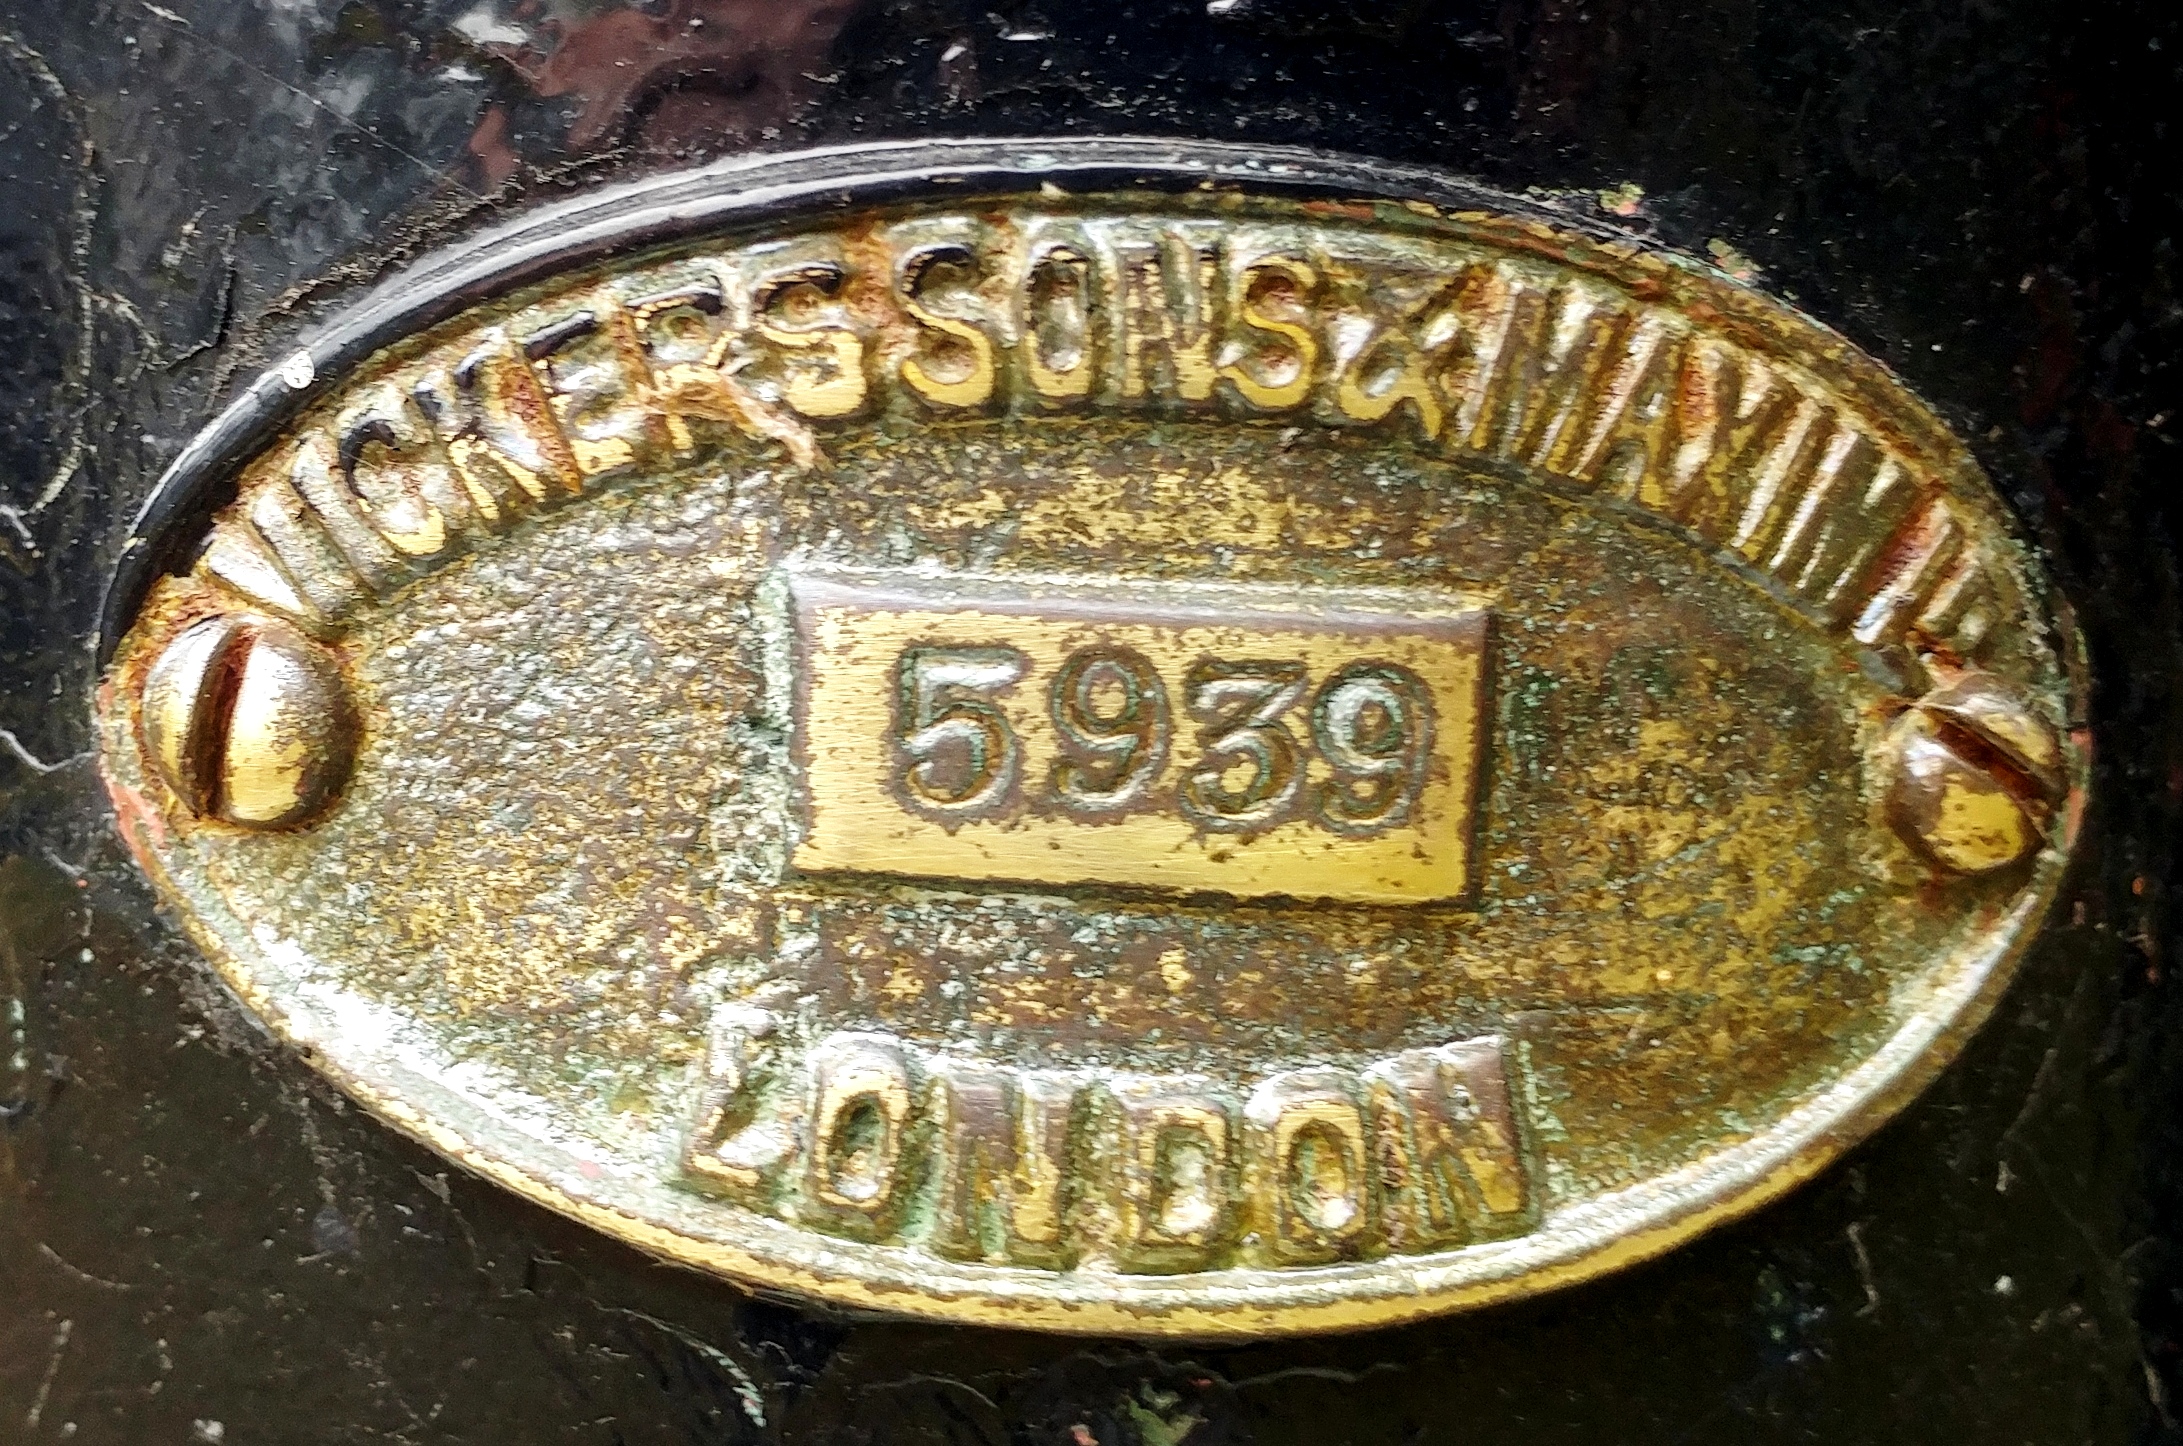 VICKERS SONS & MAXIM LD
5939
LONDON